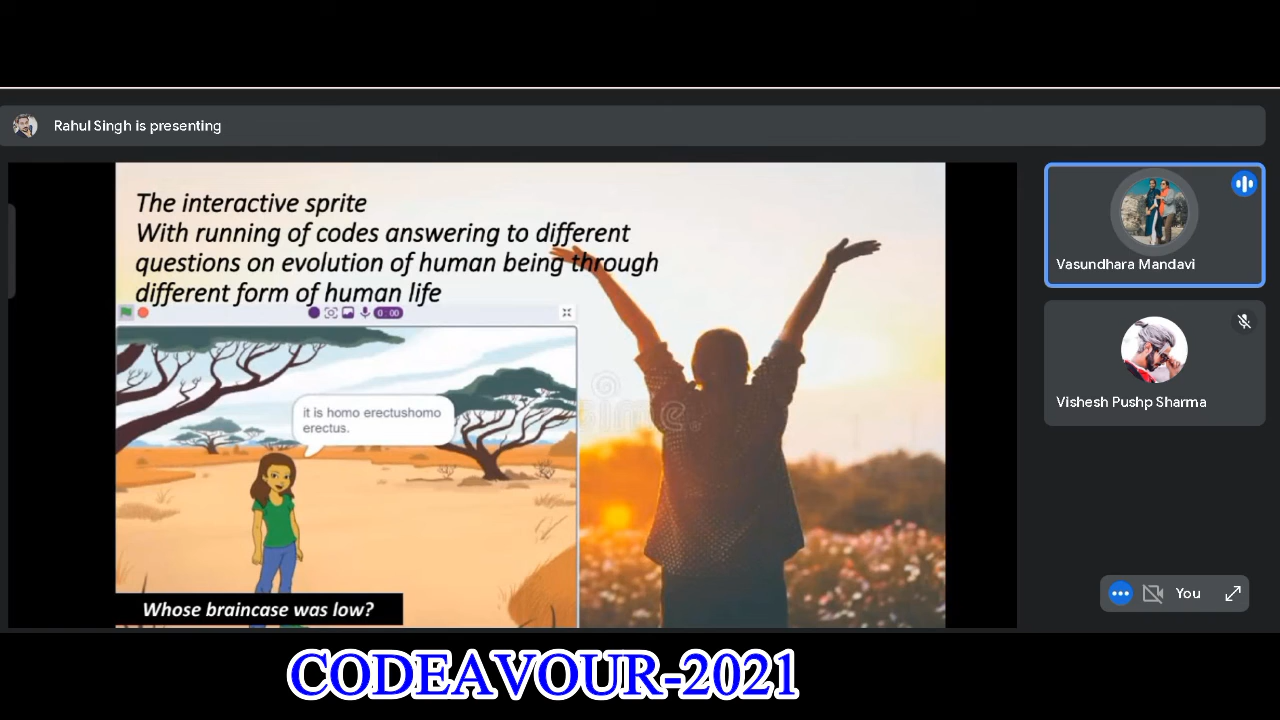 Rahul Singh is presenting
The interactive sprite
With running of codes answering to different
questions on evolution of human being through
different form of human life
0:00
it is homo erectushomo
erectus.
Whose braincase was low?
Vasundhara Mandavi
Vishesh Pushp Sharma
You
CODEAVOUR-2021